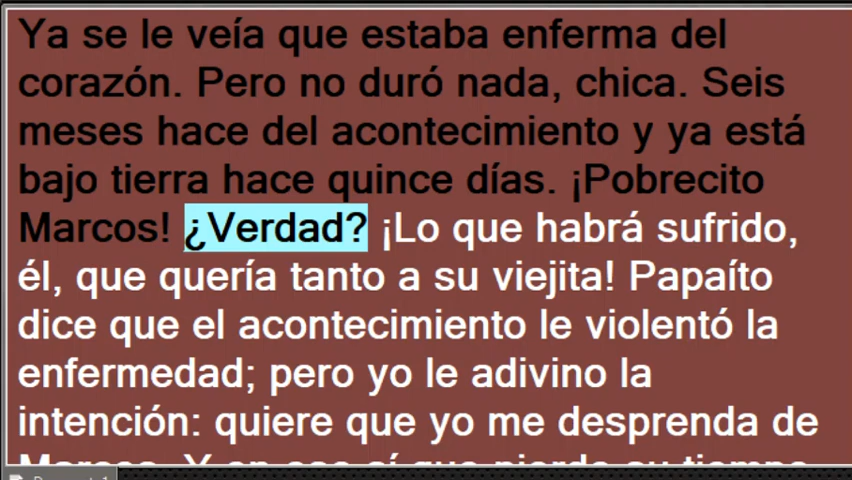 Ya se le veía que estaba enferma del
corazón. Pero no duró nada, chica. Seis
meses hace del acontecimiento y ya está
bajo tierra hace quince días. ¡Pobrecito
Marcos! ¿Verdad? ¡Lo que habrá sufrido,
él, que quería tanto a su viejita! Papaíto
dice que el acontecimiento le violentó la
enfermedad; pero yo le adivino la
intención: quiere que yo me desprenda de